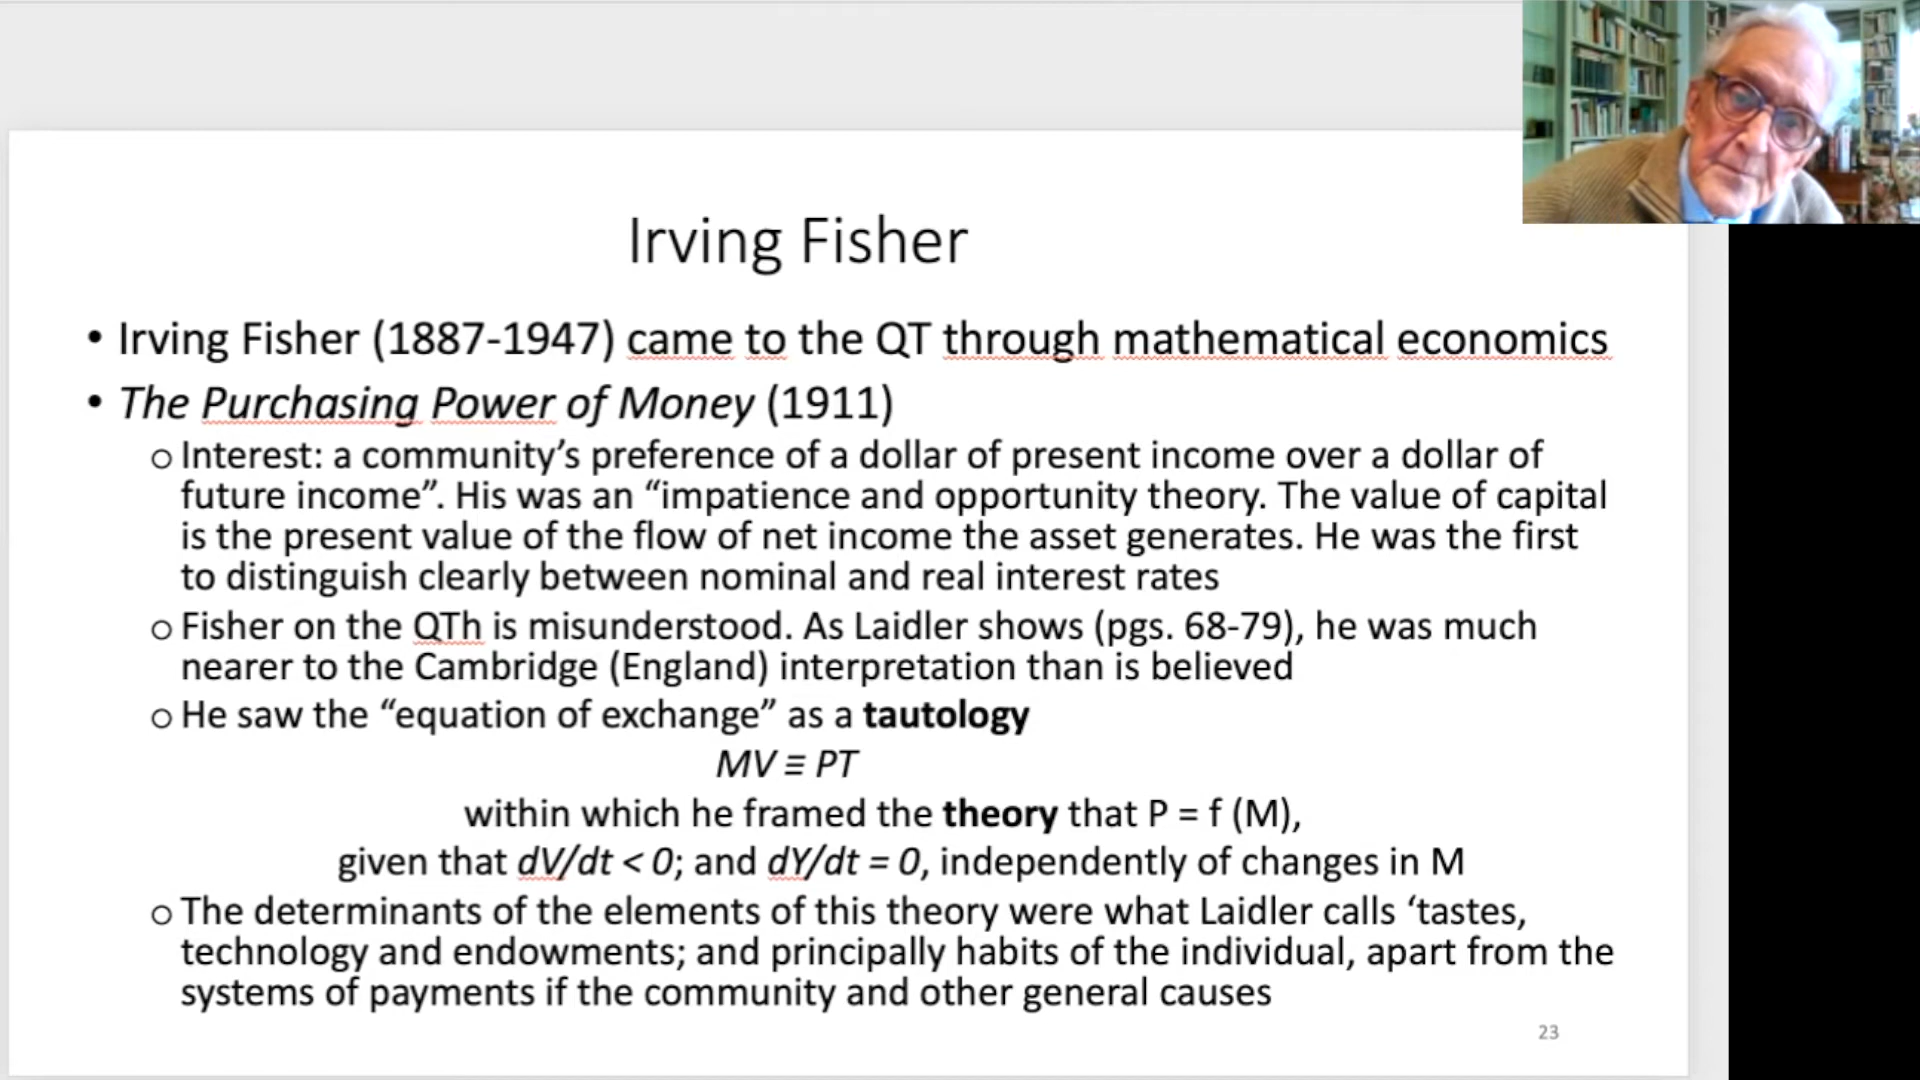 Irving Fisher
• Irving Fisher (1887-1947) came to the QT through mathematical economics
• The Purchasing Power of Money (1911)
o Interest: a community’s preference of a dollar of present income over a dollar of
future income”. His was an “impatience and opportunity theory. The value of capital
is the present value of the flow of net income the asset generates. He was the first
to distinguish clearly between nominal and real interest rates
o Fisher on the QTh is misunderstood. As Laidler shows (pgs. 68-79), he was much
nearer to the Cambridge (England) interpretation than is believed
o He saw the “equation of exchange” as a tautology
MV ≡ PT
within which he framed the theory that P = f (M),
given that dV/dt < 0; and dY/dt = 0, independently of changes in M
o The determinants of the elements of this theory were what Laidler calls ‘tastes,
technology and endowments; and principally habits of the individual, apart from the
systems of payments if the community and other general causes
23